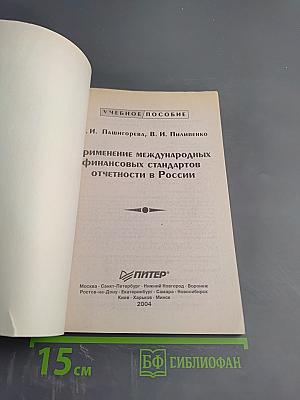 УЧЕБНОЕ ПОСОБИЕ
. И. Пашигорева, В. И. Пилипенко
рименение международных
финансовых стандартов
отчетности в России
ПИТЕР®
Москва · Санкт-Петербург · Нижний Новгород · Воронеж
Ростов-на-Дону · Екатеринбург · Самара · Новосибирск
Киев · Харьков · Минск
2004
15 см
БФ СИБЛИОФАН